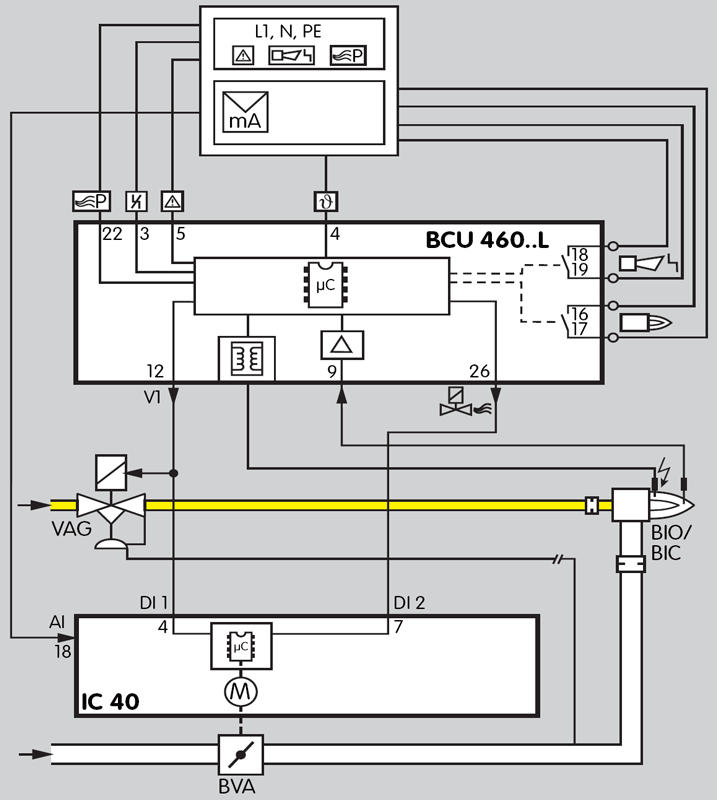 L1, N, PE
P
mA
P
ϑ
22
3
5
4
BCU 460..L
18
19
µC
16
17
12
9
26
V1
VAG
BIO/
BIC
DI 1
DI 2
AI
4
7
18
µC
M
IC 40
BVA